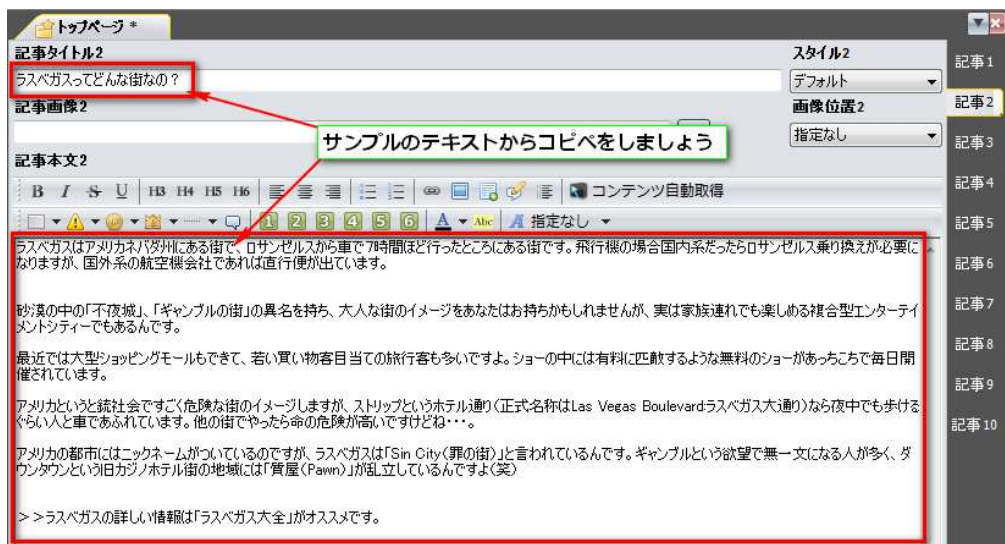 トップページ *
記事タイトル2
スタイル2
ラスベガスってどんな街なの？
デフォルト
記事画像2
画像位置2
指定なし
サンプルのテキストからコピペをしましょう
記事本文2
B I S U H3 H4 H5 H6 コンテンツ自動取得
1 2 3 4 5 6 A Abc A 指定なし
ラスベガスはアメリカネバダ州にある街で、ロサンゼルスから車で7時間ほど行ったところにある街です。飛行機の場合国内系だったらロサンゼルス乗り換えが必要に
なりますが、国外系の航空機会社であれば直行便が出ています。
砂漠の中の「不夜城」、「ギャンブルの街」の異名を持ち、大人な街のイメージをあなたはお持ちかもしれませんが、実は家族連れでも楽しめる複合型エンターテイ
メントシティーでもあるんです。
最近では大型ショッピングモールもできて、若い買い物客目当ての旅行客も多いですよ。ショーの中には有料に匹敵するような無料のショーがあっちこちで毎日開
催されています。
アメリカというと銃社会ですごく危険な街のイメージしますが、ストリップというホテル通り（正式名称はLas Vegas Boulevard:ラスベガス大通り）なら夜中でも歩ける
ぐらい人と車であふれています。他の街でやったら命の危険が高いですけどね・・・。
アメリカの都市にはニックネームがついているのですが、ラスベガスは「Sin City（罪の街）」と言われているんです。ギャンブルという欲望で無一文になる人が多く、ダ
ウンタウンという旧カジノホテル街の地域には「質屋（Pawn）」が乱立しているんですよ（笑）
＞＞ラスベガスの詳しい情報は「ラスベガス大全」がオススメです。
記事1
記事2
記事3
記事4
記事5
記事6
記事7
記事8
記事9
記事10